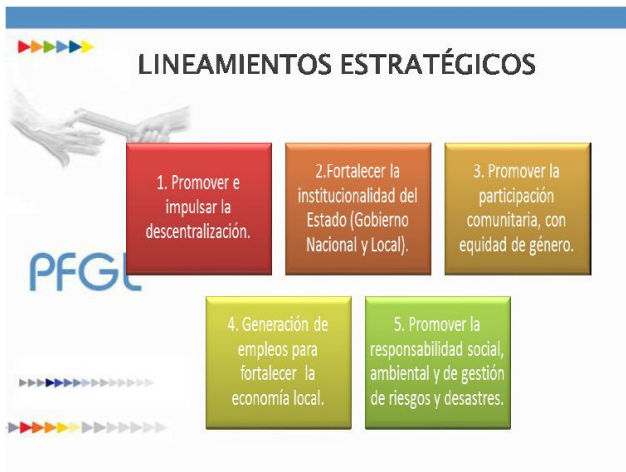 LINEAMIENTOS ESTRATÉGICOS
1. Promover e
impulsar la
descentralización.
2.Fortalecer la
institucionalidad del
Estado (Gobierno
Nacional y Local).
3. Promover la
participación
comunitaria, con
equidad de género.
PFGL
4. Generación de
empleos para
fortalecer la
economía local.
5. Promover la
responsabilidad social,
ambiental y de gestión
de riesgos y desastres.